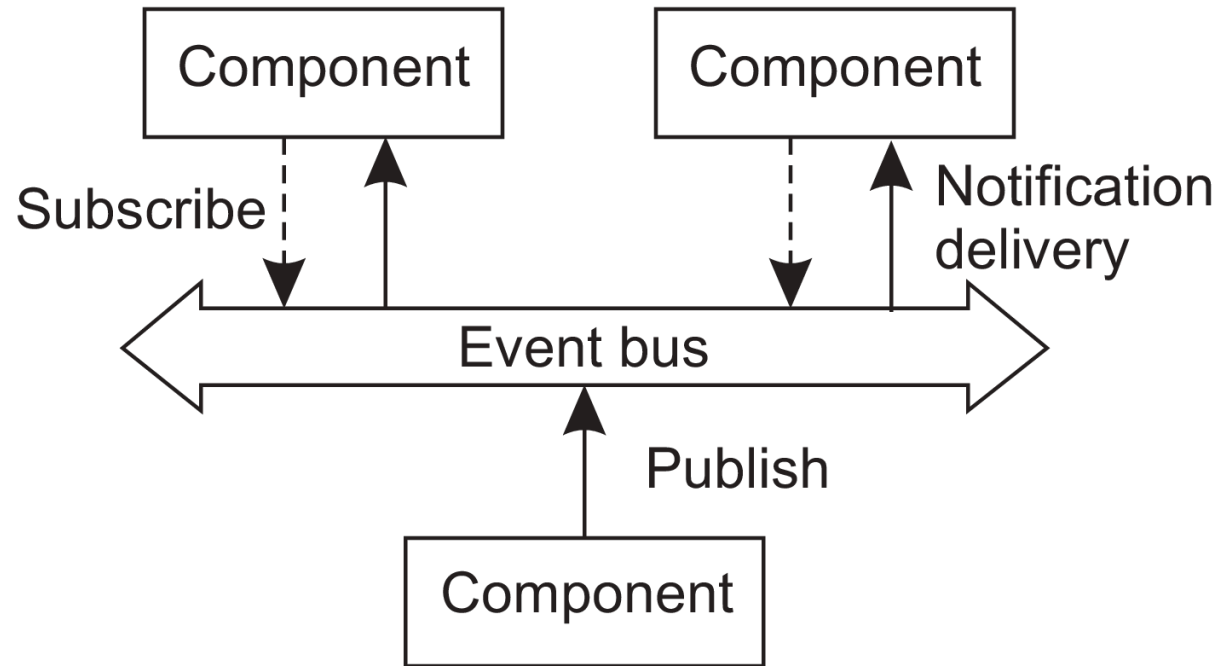 Component
Component
Subscribe
Notification
delivery
Event bus
Publish
Component